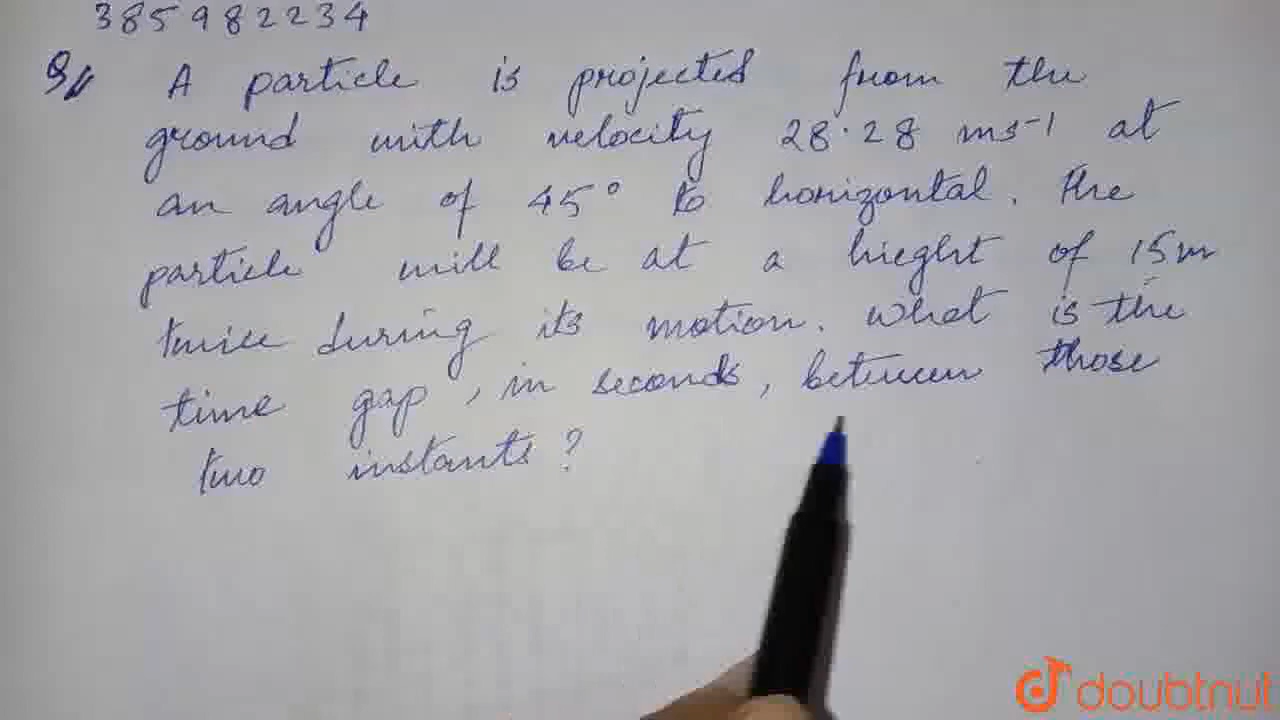 385982234
Q// A particle is projected from the
ground with velocity 28.28 ms-1 at
an angle of 45° to horizontal. The
particle will be at a hieght of 15m
twice during its motion. What is the
time gap, in seconds, between those
two instants?
doubtnut